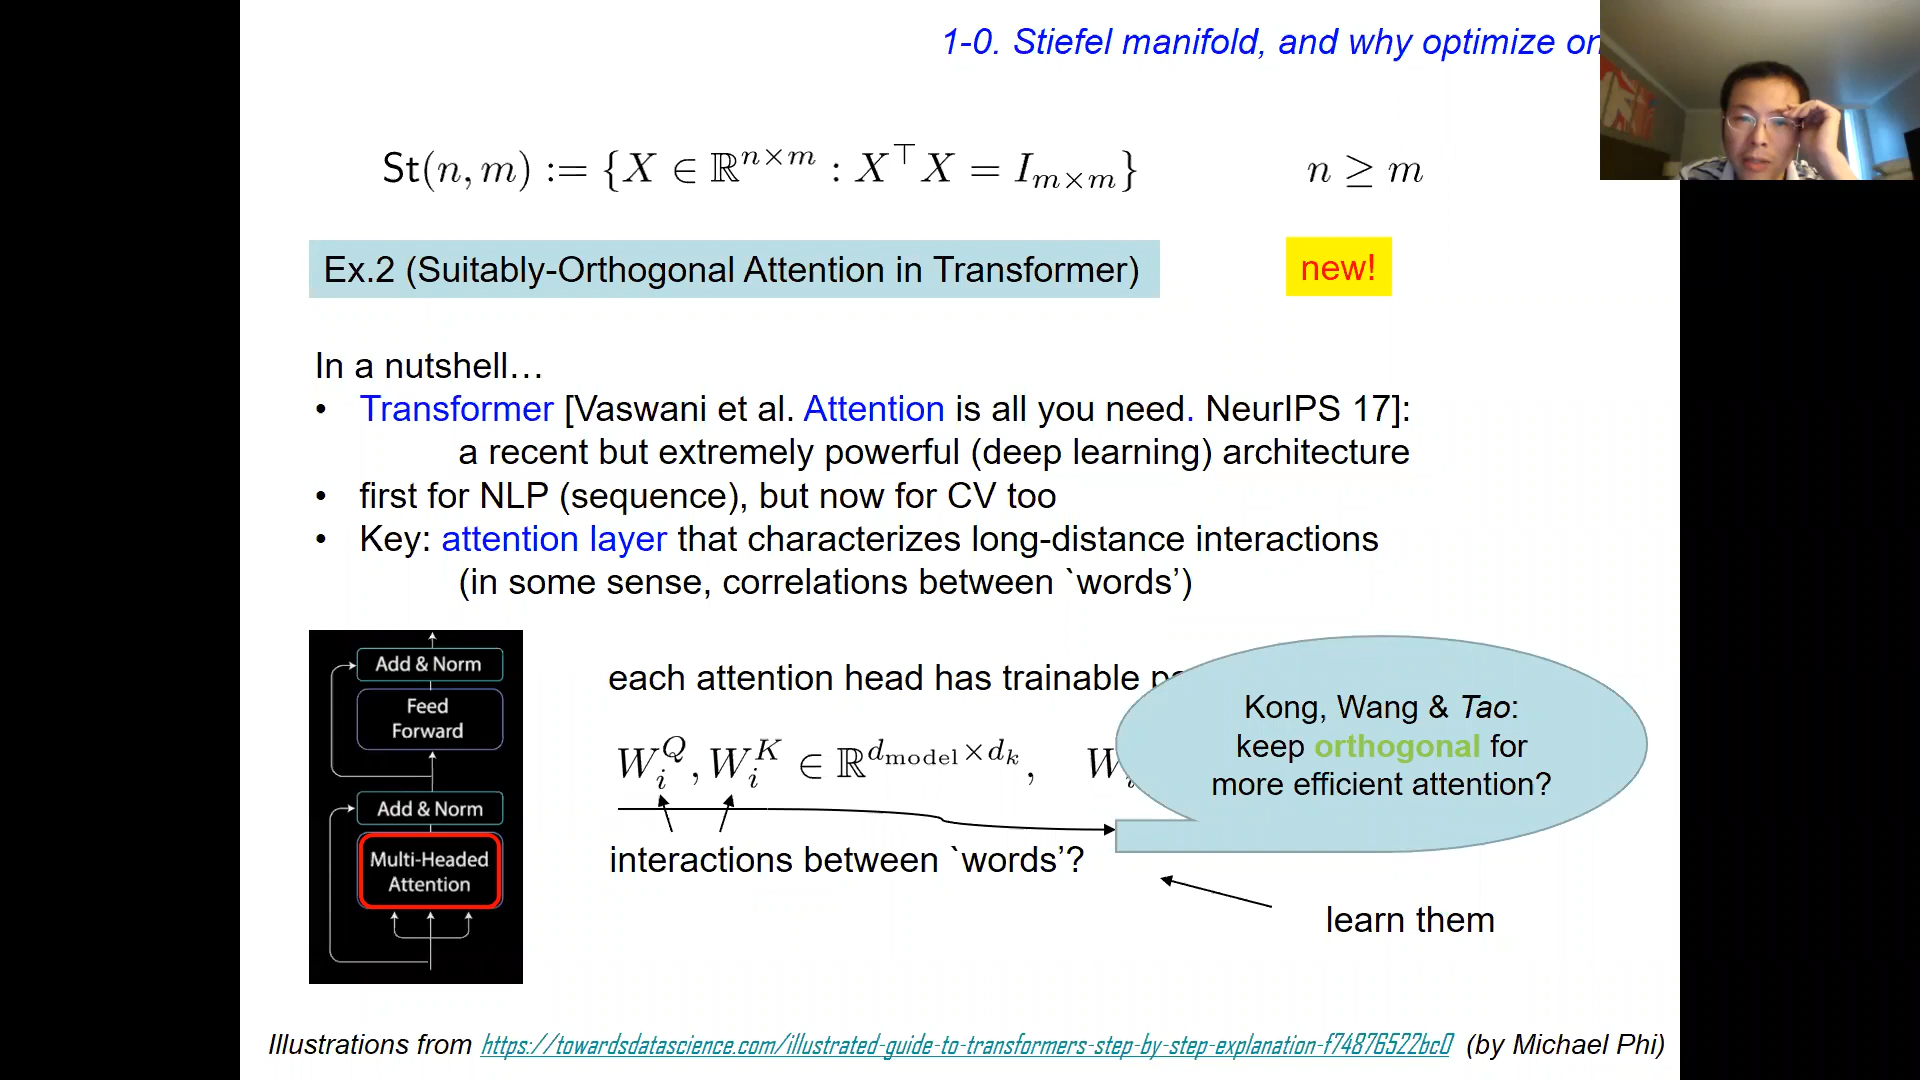 1-0. Stiefel manifold, and why optimize on
St(n, m) := {X ∈ ℝ^{n×m} : X^⊤ X = I_{m×m}}    n ≥ m
Ex.2 (Suitably-Orthogonal Attention in Transformer)
new!
In a nutshell…
• Transformer [Vaswani et al. Attention is all you need. NeurIPS 17]:
a recent but extremely powerful (deep learning) architecture
• first for NLP (sequence), but now for CV too
• Key: attention layer that characterizes long-distance interactions
(in some sense, correlations between `words’)
Add & Norm
Feed
Forward
Add & Norm
Multi-Headed
Attention
each attention head has trainable
W_i^Q, W_i^K ∈ ℝ^{d_model×d_k},    W_i
interactions between `words’?
Kong, Wang & Tao:
keep orthogonal for
more efficient attention?
learn them
Illustrations from https://towardsdatascience.com/illustrated-guide-to-transformers-step-by-step-explanation-f74876522bc0 (by Michael Phi)